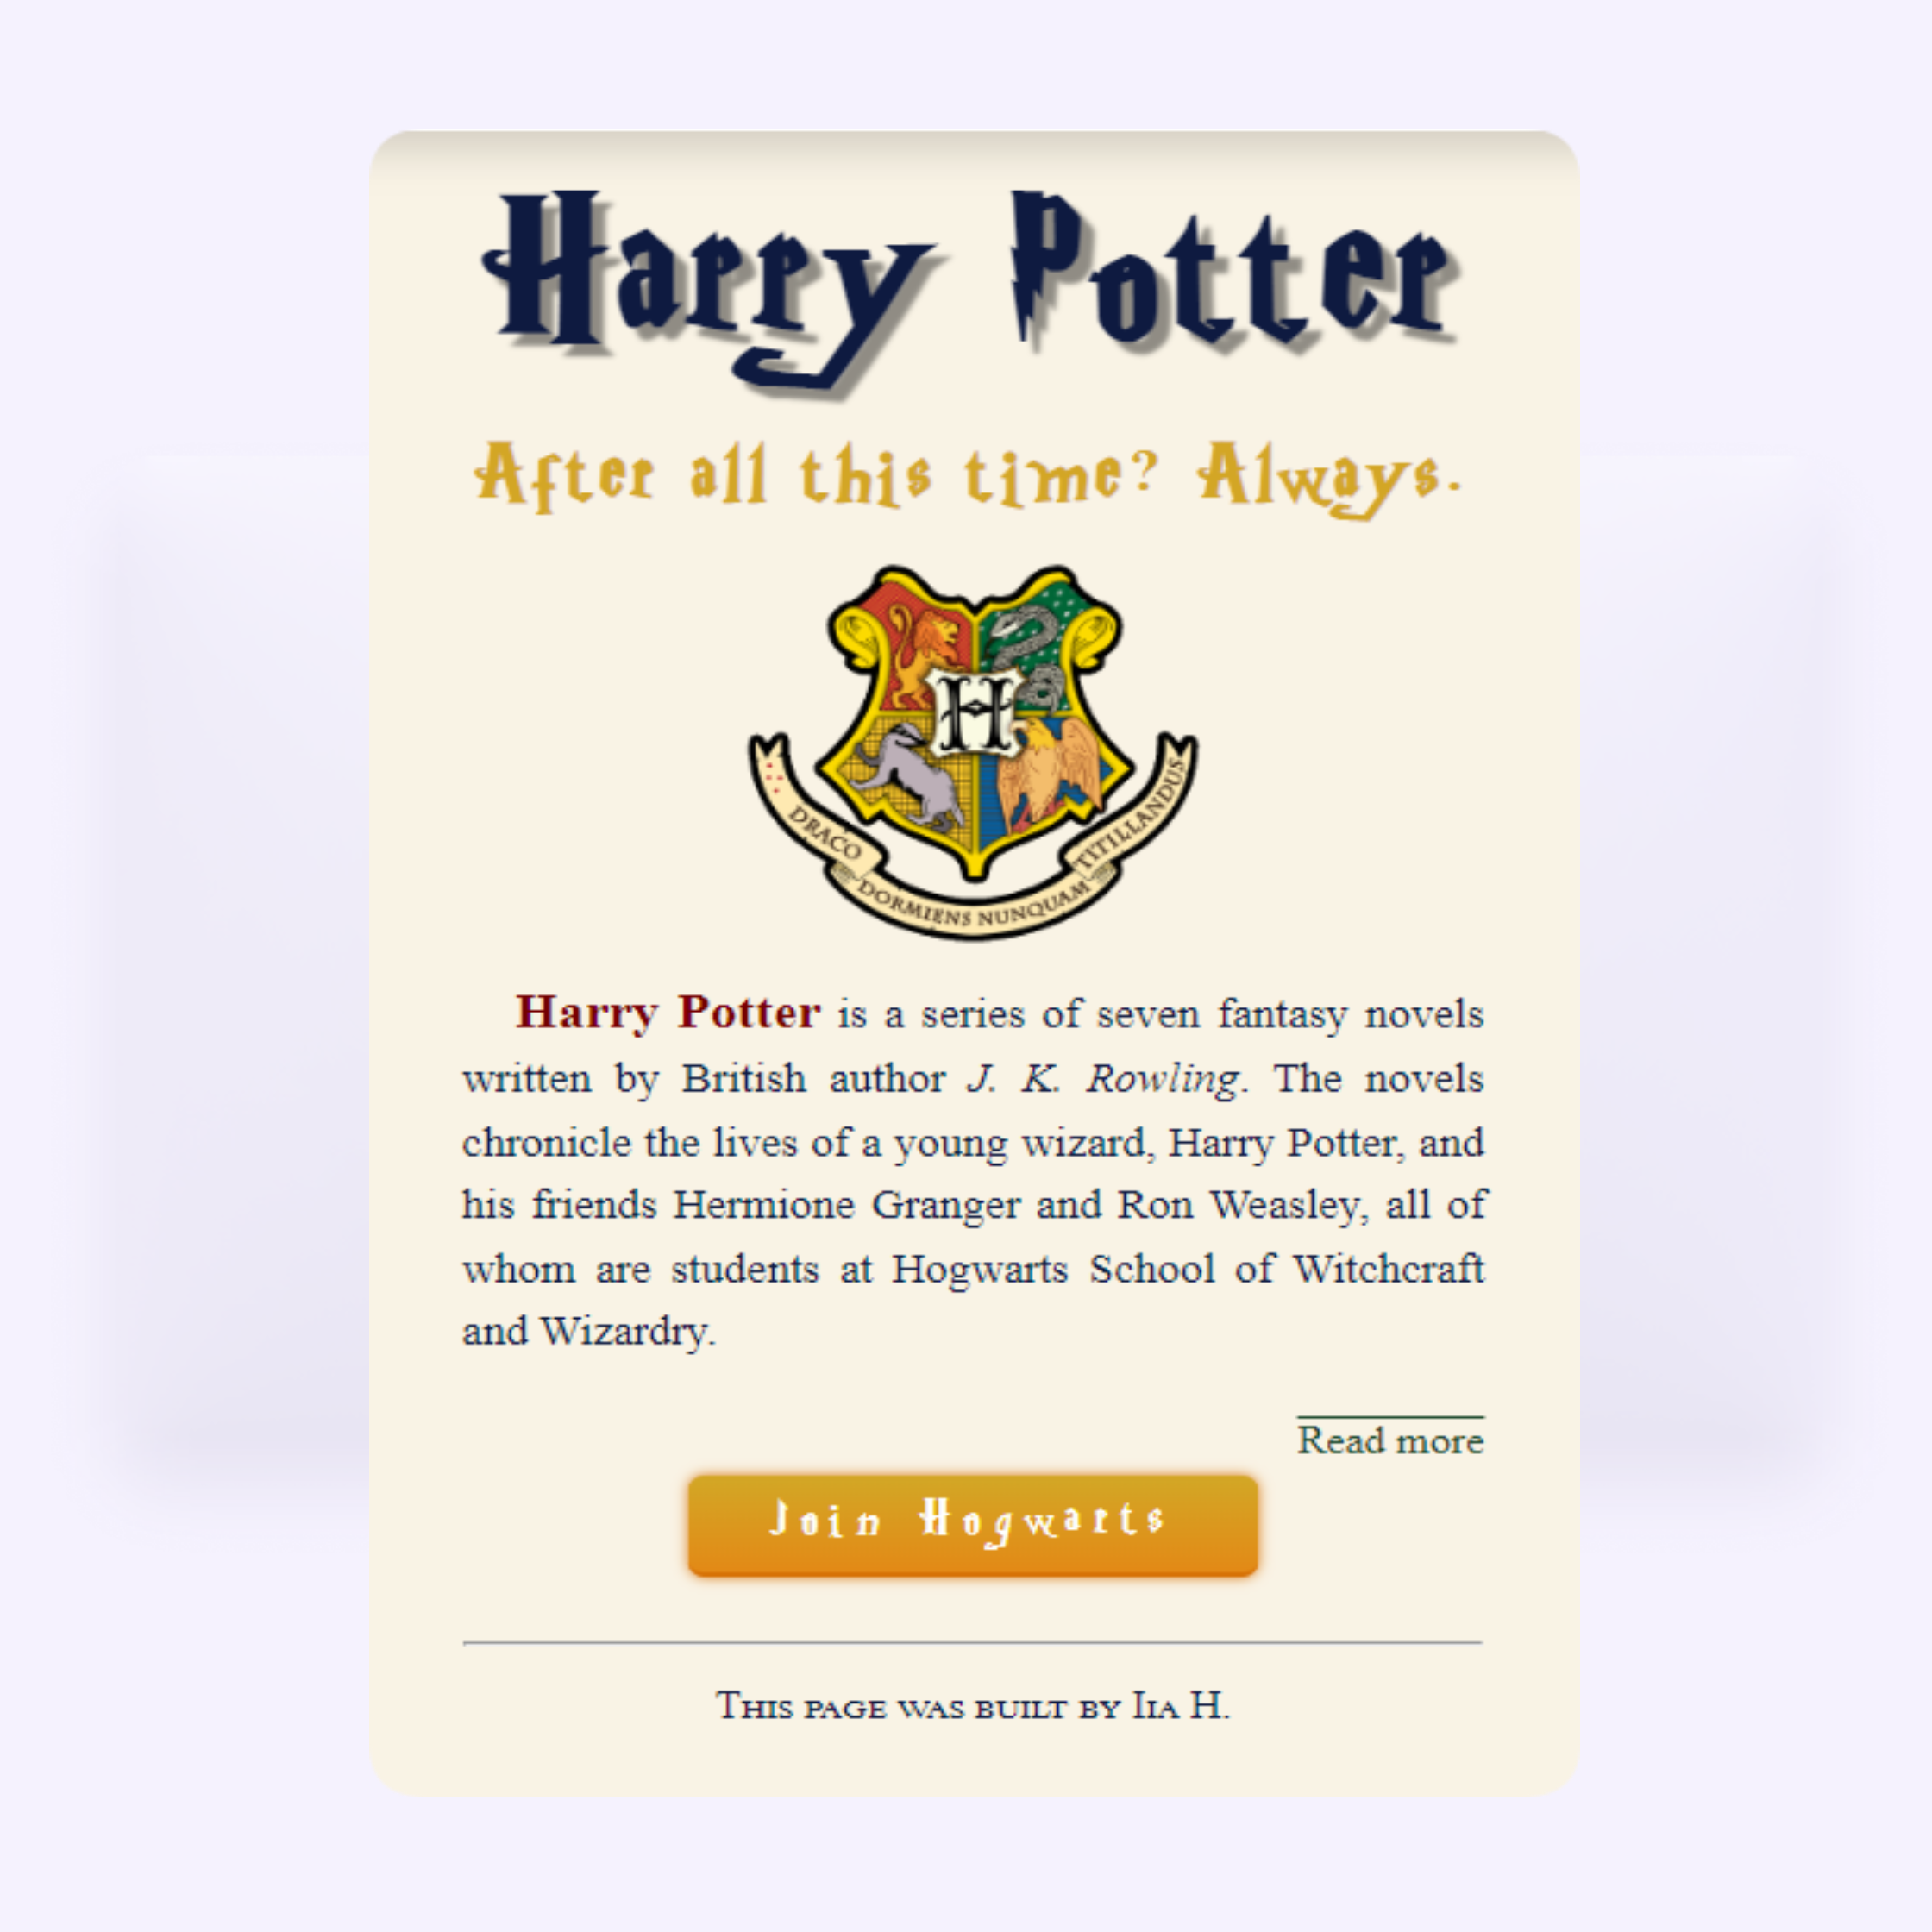 Harry Potter
After all this time? Always.
H
DRACO
DORMIENS NUNQUAM
TITILLANDUS
Harry Potter is a series of seven fantasy novels
written by British author J. K. Rowling. The novels
chronicle the lives of a young wizard, Harry Potter, and
his friends Hermione Granger and Ron Weasley, all of
whom are students at Hogwarts School of Witchcraft
and Wizardry.
Read more
Join Hogwarts
This page was built by Iia H.